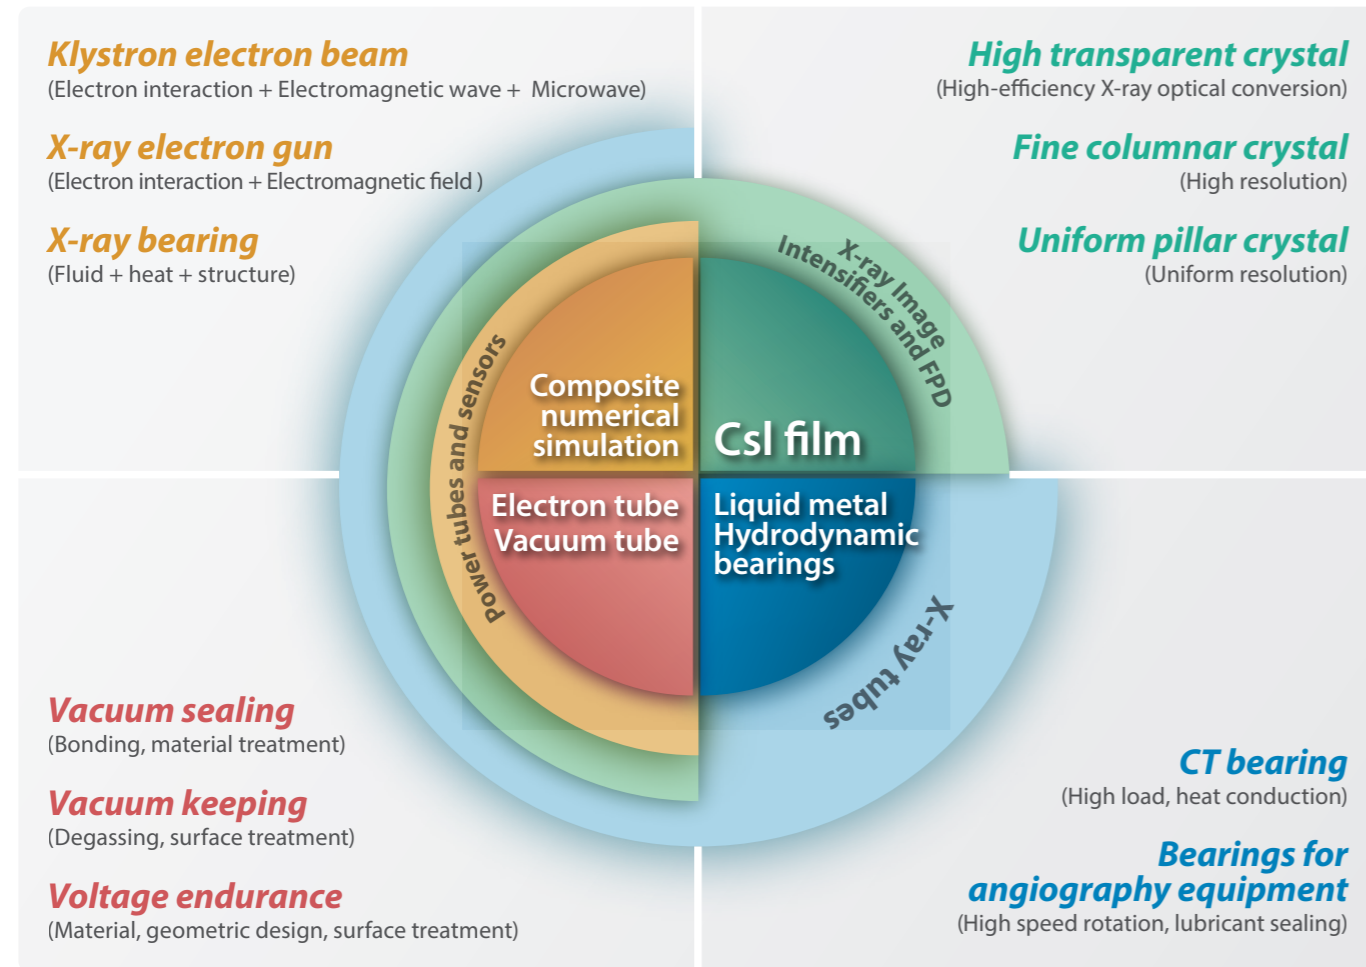 Klystron electron beam
(Electron interaction + Electromagnetic wave + Microwave)
X-ray electron gun
(Electron interaction + Electromagnetic field )
X-ray bearing
(Fluid + heat + structure)
High transparent crystal
(High-efficiency X-ray optical conversion)
Fine columnar crystal
(High resolution)
Uniform pillar crystal
(Uniform resolution)
X-ray Image
Intensifiers and FPD
Power tubes and sensors
Composite
numerical
simulation
CsI film
Electron tube
Vacuum tube
Liquid metal
Hydrodynamic
bearings
X-ray tubes
Vacuum sealing
(Bonding, material treatment)
Vacuum keeping
(Degassing, surface treatment)
Voltage endurance
(Material, geometric design, surface treatment)
CT bearing
(High load, heat conduction)
Bearings for
angiography equipment
(High speed rotation, lubricant sealing)